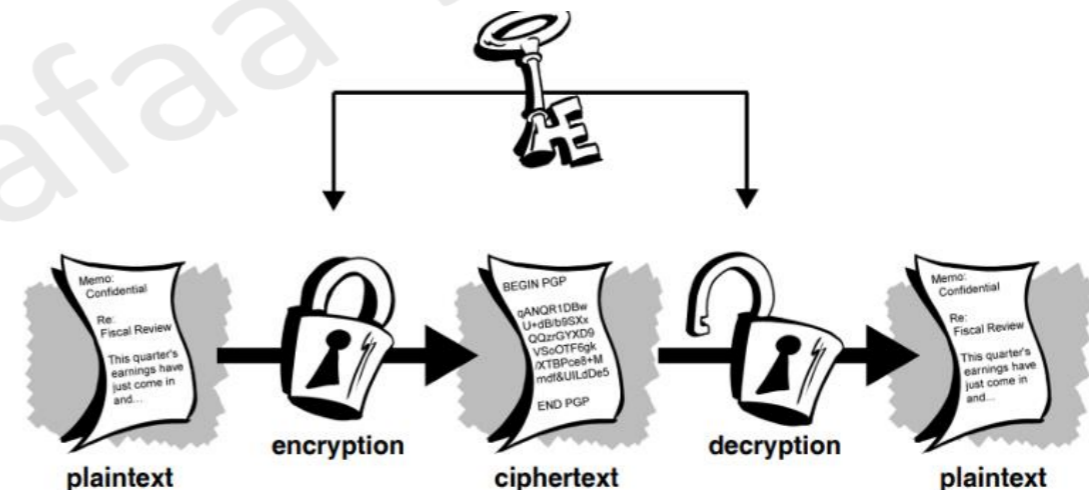 afaa
Memo:
Confidential
Re:
Fiscal Review
This quarter's
earnings have
just come in
and...
BEGIN PGP
qANQR1DBw
U+dB/b9SXx
QQzrGYXD9
VSoOTF6gk
/XTBPce8+M
mdf&UILdDe5
END PGP
Memo:
Confidential
Re:
Fiscal Review
This quarter's
earnings have
just come in
and...
encryption
decryption
plaintext
ciphertext
plaintext